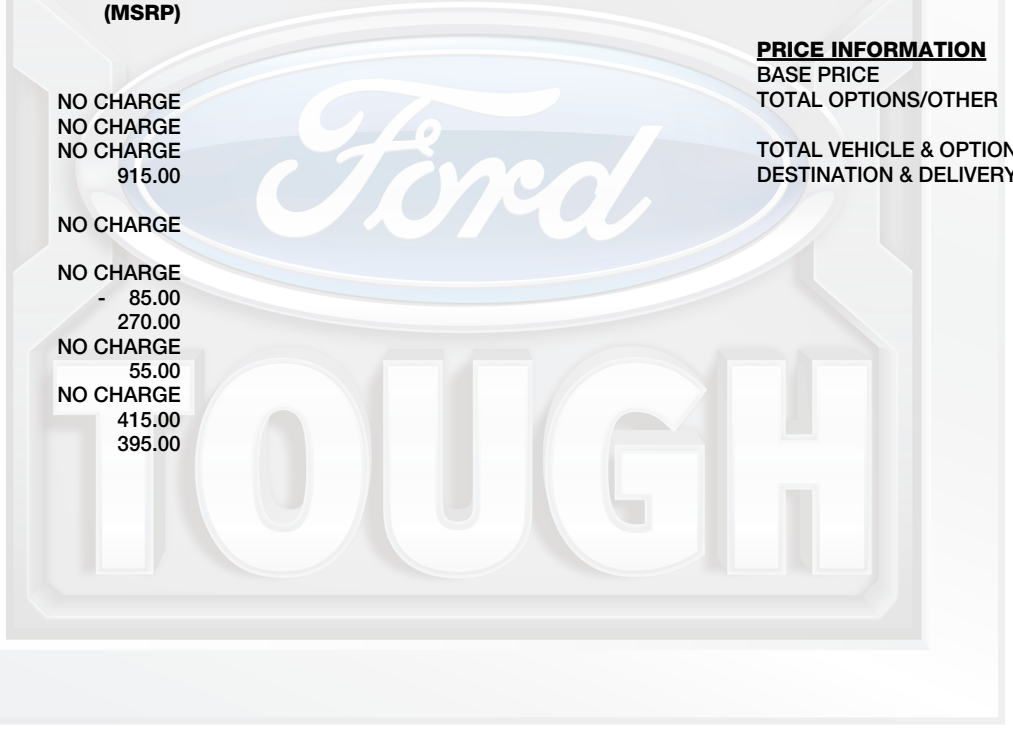 (MSRP)
NO CHARGE
NO CHARGE
NO CHARGE
915.00
NO CHARGE
NO CHARGE
- 85.00
270.00
NO CHARGE
55.00
NO CHARGE
415.00
395.00
PRICE INFORMATION
BASE PRICE
TOTAL OPTIONS/OTHER
TOTAL VEHICLE & OPTION
DESTINATION & DELIVERY
Ford
TOUGH